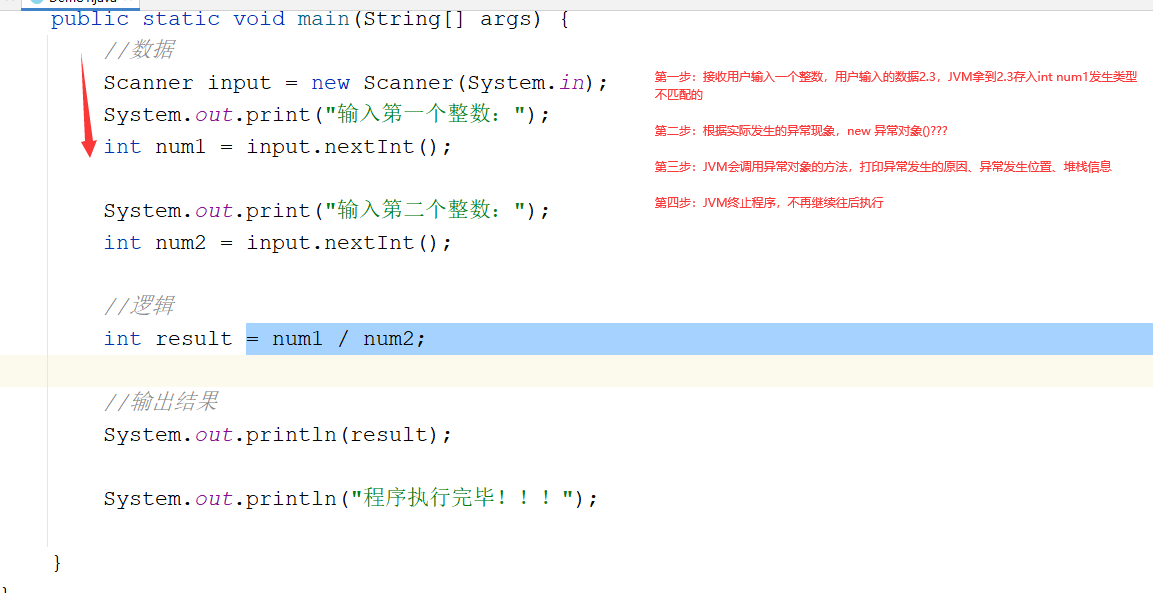 Demo01.java
public static void main(String[] args) {
//数据
Scanner input = new Scanner(System.in);
System.out.print("输入第一个整数：");
int num1 = input.nextInt();
System.out.print("输入第二个整数：");
int num2 = input.nextInt();
//逻辑
int result = num1 / num2;
//输出结果
System.out.println(result);
System.out.println("程序执行完毕！！！");
}
}
第一步：接收用户输入一个整数，用户输入的数据2.3，JVM拿到2.3存入int num1发生类型
不匹配的
第二步：根据实际发生的异常现象，new 异常对象()???
第三步：JVM会调用异常对象的方法，打印异常发生的原因、异常发生位置、堆栈信息
第四步：JVM终止程序，不再继续往后执行